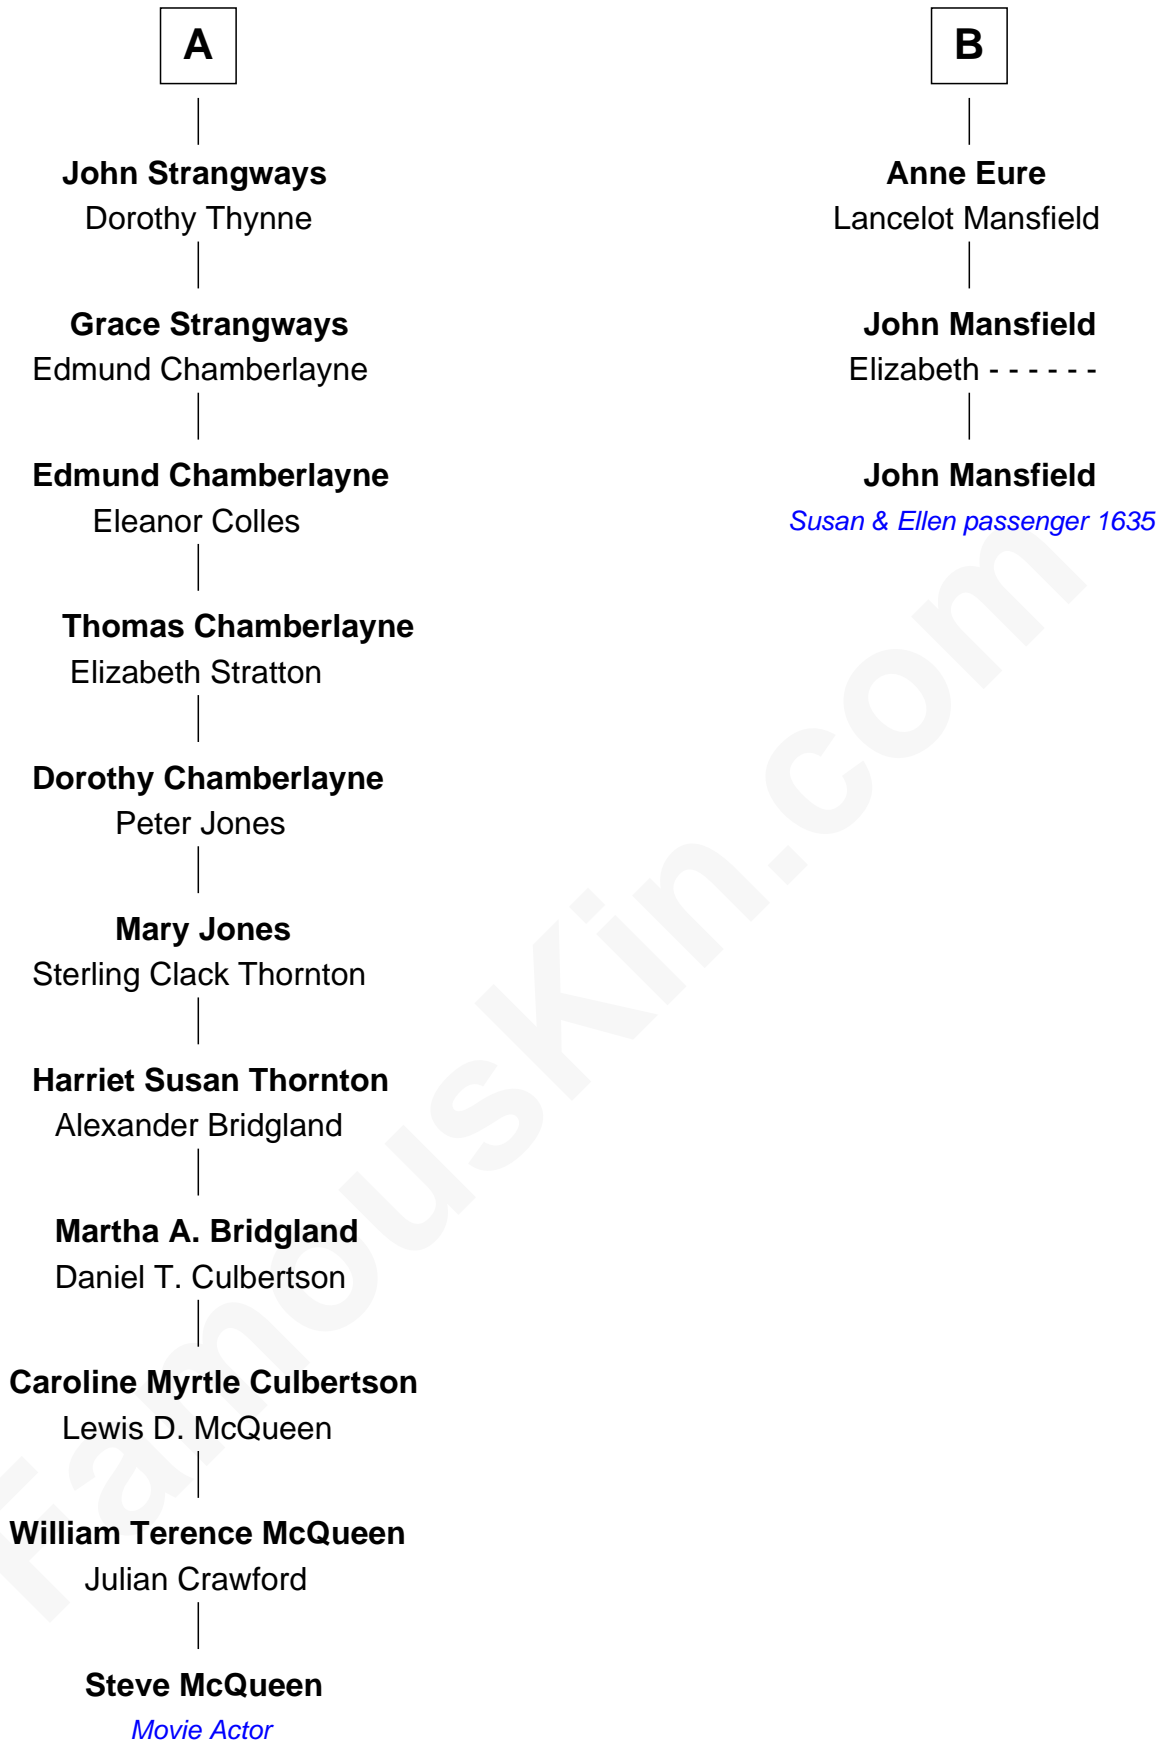 A
John Strangways
Dorothy Thynne
Grace Strangways
Edmund Chamberlayne
Edmund Chamberlayne
Eleanor Colles
Thomas Chamberlayne
Elizabeth Stratton
Dorothy Chamberlayne
Peter Jones
Mary Jones
Sterling Clack Thornton
Harriet Susan Thornton
Alexander Bridgland
Martha A. Bridgland
Daniel T. Culbertson
Caroline Myrtle Culbertson
Lewis D. McQueen
William Terence McQueen
Julian Crawford
Steve McQueen
Movie Actor
B
Anne Eure
Lancelot Mansfield
John Mansfield
Elizabeth - - - - - -
John Mansfield
Susan & Ellen passenger 1635
FamousKin.com